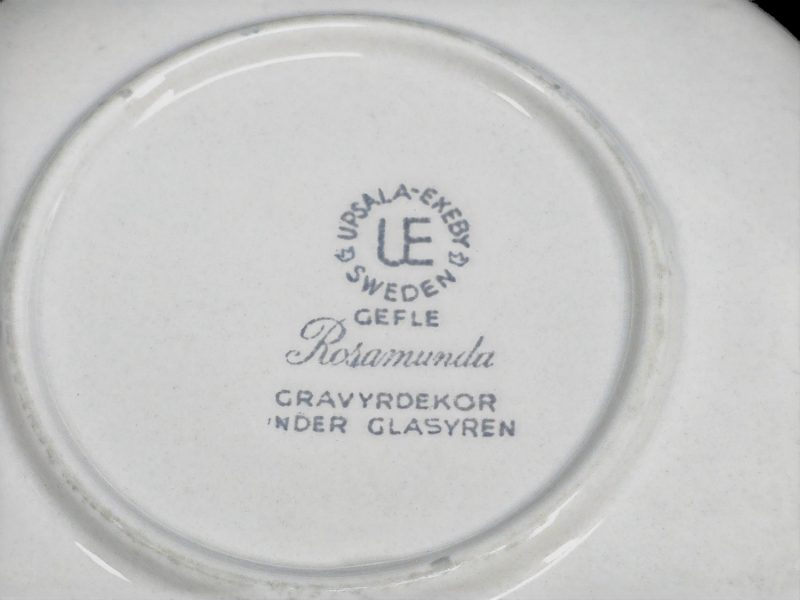 UPSALA-EKEBY
UE
SWEDEN
GEFLE
Rosamunda
GRAVYRDEKOR
NDER GLASYREN